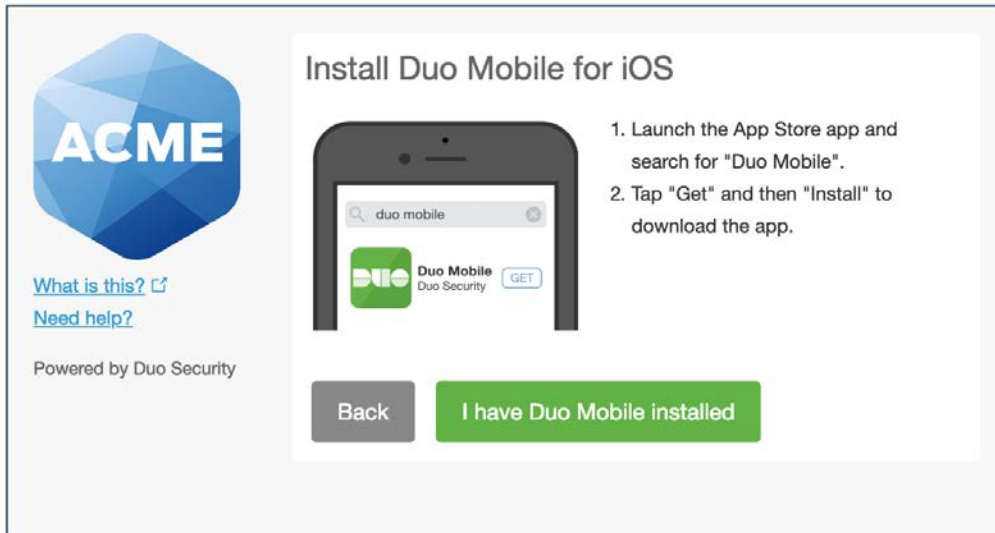 ACME
What is this?
Need help?
Powered by Duo Security
Install Duo Mobile for iOS
duo mobile
DUO
Duo Mobile
Duo Security
GET
1. Launch the App Store app and
search for "Duo Mobile".
2. Tap "Get" and then "Install" to
download the app.
Back
I have Duo Mobile installed